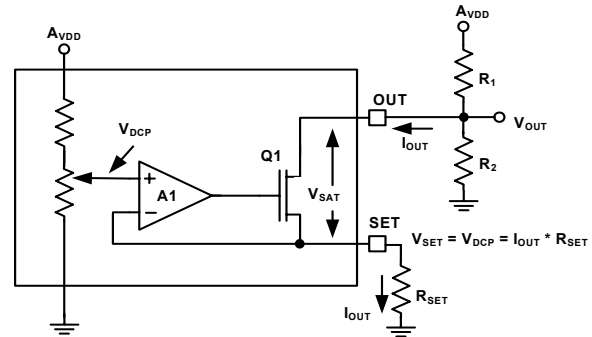 AVDD
AVDD
R1
OUT
VDCP
Q1
IOUT
VOUT
A1
+
−
VSAT
R2
SET
VSET = VDCP = IOUT * RSET
RSET
IOUT